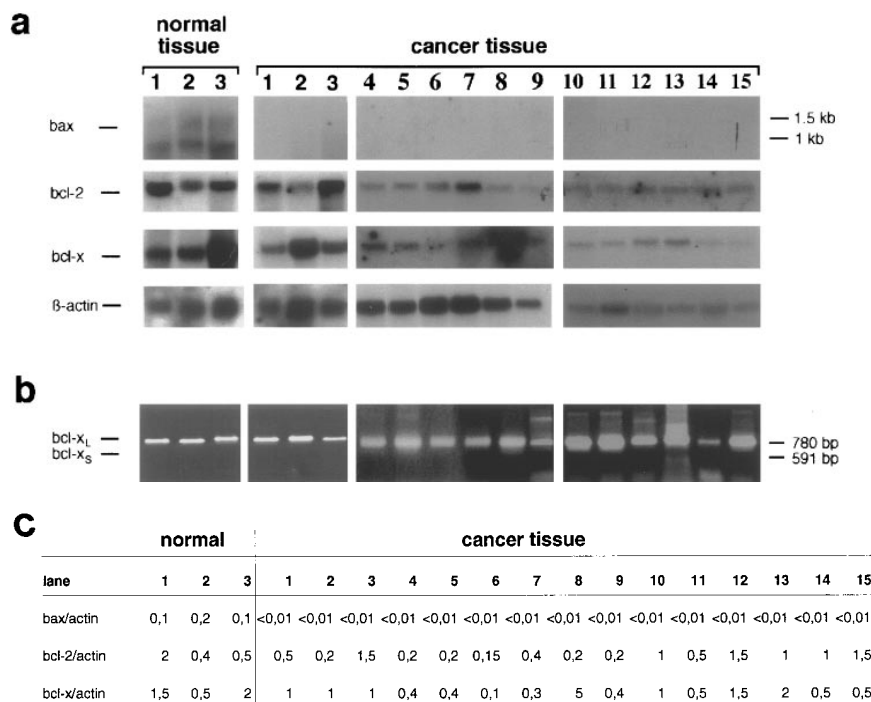 a
normal tissue
cancer tissue
1 2 3 1 2 3 4 5 6 7 8 9 10 11 12 13 14 15
bax
1.5 kb
1 kb
bcl-2
bcl-x
ß-actin
b
bcl-xL
780 bp
bcl-xS
591 bp
c
normal cancer tissue
lane 1 2 3 1 2 3 4 5 6 7 8 9 10 11 12 13 14 15
bax/actin 0,1 0,2 0,1 <0,01 <0,01 <0,01 <0,01 <0,01 <0,01 <0,01 <0,01 <0,01 <0,01 <0,01 <0,01 <0,01 <0,01 <0,01
bcl-2/actin 2 0,4 0,5 0,5 0,2 1,5 0,2 0,2 0,15 0,4 0,2 0,2 1 0,5 1,5 1 1 1,5
bcl-x/actin 1,5 0,5 2 1 1 1 0,4 0,4 0,1 0,3 5 0,4 1 0,5 1,5 2 0,5 0,5